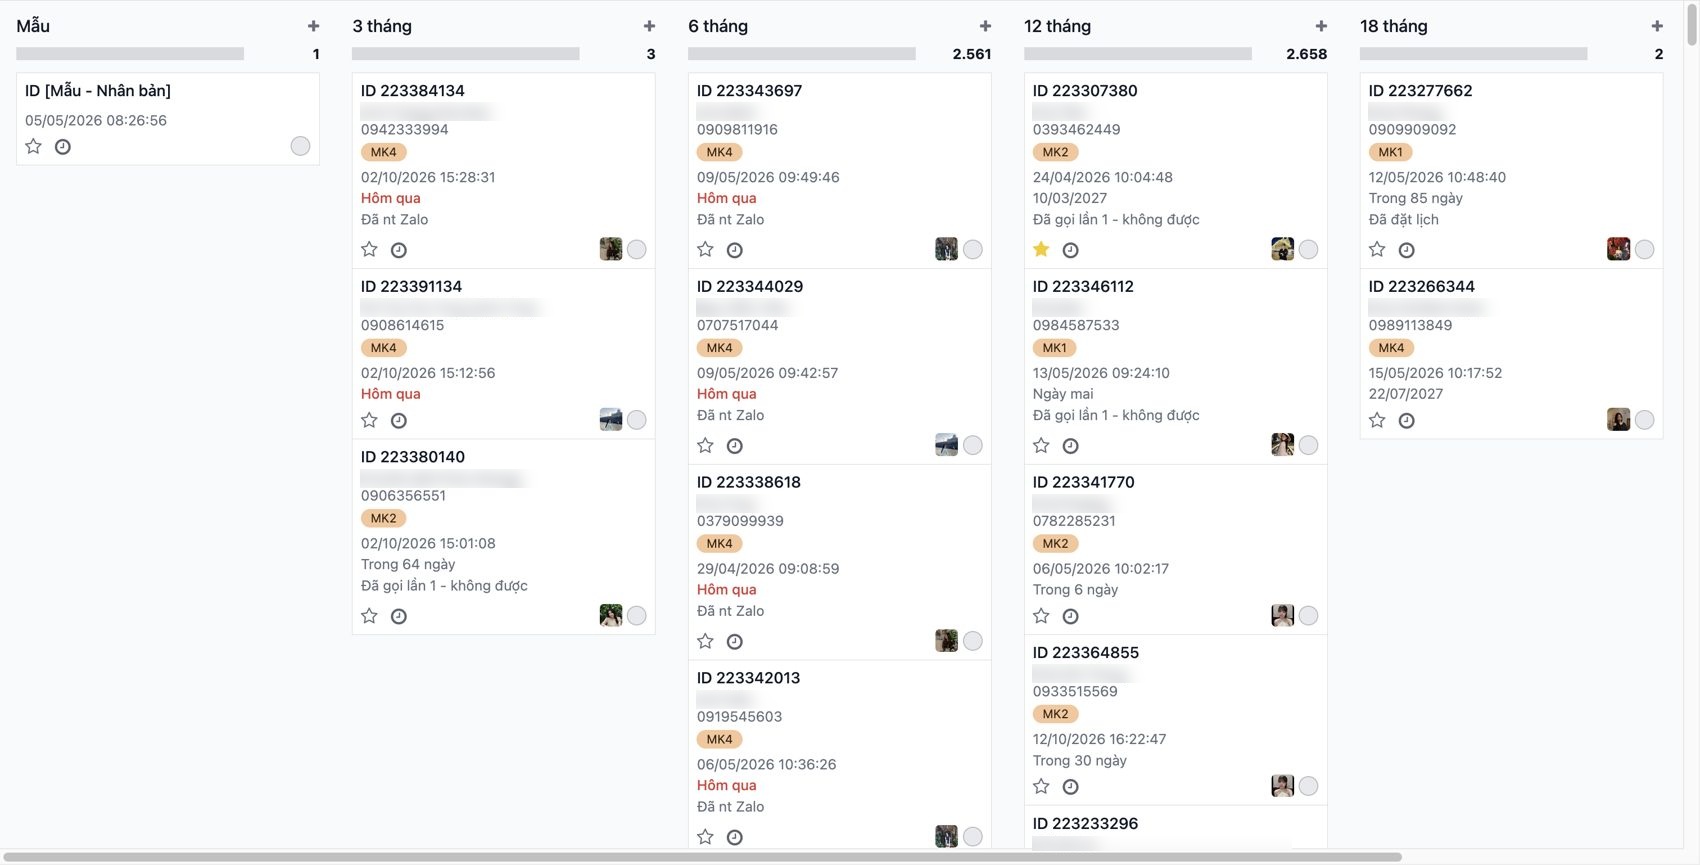 Mẫu
1
ID [Mẫu - Nhân bản]
05/05/2026 08:26:56
3 tháng
3
ID 223384134
0942333994
MK4
02/10/2026 15:28:31
Hôm qua
Đã nt Zalo
ID 223391134
0908614615
MK4
02/10/2026 15:12:56
Hôm qua
ID 223380140
0906356551
MK2
02/10/2026 15:01:08
Trong 64 ngày
Đã gọi lần 1 - không được
6 tháng
2.561
ID 223343697
0909811916
MK4
09/05/2026 09:49:46
Hôm qua
Đã nt Zalo
ID 223344029
0707517044
MK4
09/05/2026 09:42:57
Hôm qua
Đã nt Zalo
ID 223338618
0379099939
MK4
29/04/2026 09:08:59
Hôm qua
Đã nt Zalo
ID 223342013
0919545603
MK4
06/05/2026 10:36:26
Hôm qua
Đã nt Zalo
12 tháng
2.658
ID 223307380
0393462449
MK2
24/04/2026 10:04:48
10/03/2027
Đã gọi lần 1 - không được
ID 223346112
0984587533
MK1
13/05/2026 09:24:10
Ngày mai
Đã gọi lần 1 - không được
ID 223341770
0782285231
MK2
06/05/2026 10:02:17
Trong 6 ngày
ID 223364855
0933515569
MK2
12/10/2026 16:22:47
Trong 30 ngày
ID 223233296
18 tháng
2
ID 223277662
0909909092
MK1
12/05/2026 10:48:40
Trong 85 ngày
Đã đặt lịch
ID 223266344
0989113849
MK4
15/05/2026 10:17:52
22/07/2027